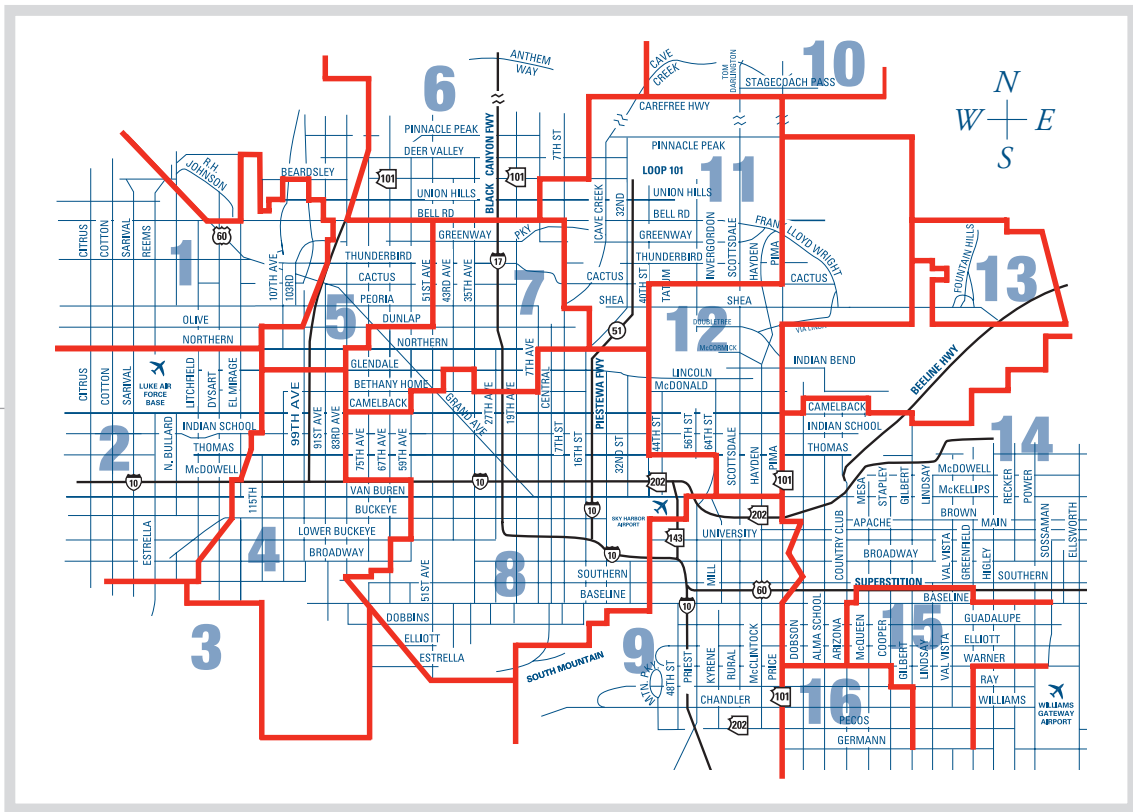 ANTHEM
WAY
CAVE
CREEK
TOM
DARLINGTON
10
STAGECOACH PASS
N
W E
S
6
CAREFREE HWY
PINNACLE PEAK
DEER VALLEY
BLACK CANYON FWY
7TH ST
PINNACLE PEAK
R.H.
JOHNSON
BEARDSLEY
101
101
LOOP 101
11
UNION HILLS
UNION HILLS
BELL RD
BELL RD
CAVE CREEK
32ND
CITRUS
COTTON
SARIVAL
REEMS
60
1
107TH AVE
103RD
GREENWAY
PKY
GREENWAY
INVERGORDON
SCOTTSDALE
HAYDEN
PIMA
FRANK LLOYD WRIGHT
THUNDERBIRD
THUNDERBIRD
17
CACTUS
CACTUS
CACTUS
51ST AVE
43RD AVE
35TH AVE
7
40TH ST
TATUM
FOUNTAIN HILLS
13
PEORIA
SHEA
SHEA
5
OLIVE
DUNLAP
51
12
DOUBLETREE
NORTHERN
NORTHERN
7TH AVE
McCORMICK
INDIAN BEND
BEELINE HWY
CITRUS
COTTON
SARIVAL
LUKE AIR
FORCE
BASE
LITCHFIELD
DYSART
EL MIRAGE
GLENDALE
BETHANY HOME
CAMELBACK
GRAND AVE
27TH AVE
19TH AVE
CENTRAL
PIESTEWA FWY
LINCOLN
McDONALD
CAMELBACK
99TH AVE
91ST AVE
83RD AVE
75TH AVE
67TH AVE
59TH AVE
2
N. BULLARD
INDIAN SCHOOL
THOMAS
McDOWELL
7TH ST
16TH ST
32ND ST
44TH ST
56TH ST
64TH ST
SCOTTSDALE
HAYDEN
PIMA
INDIAN SCHOOL
THOMAS
14
10
10
202
101
MESA
STAPLEY
GILBERT
LINDSAY
McDOWELL
McKELLIPS
RECKER
POWER
115TH
VAN BUREN
BUCKEYE
10
SKY HARBOR
AIRPORT
202
BROWN
APACHE
MAIN
ESTRELLA
4
LOWER BUCKEYE
143
UNIVERSITY
COUNTRY CLUB
VAL VISTA
GREENFIELD
HIGLEY
SOSSAMAN
ELLSWORTH
BROADWAY
10
BROADWAY
8
51ST AVE
SOUTHERN
BASELINE
MILL
60
SUPERSTITION
SOUTHERN
BASELINE
10
DOBBINS
3
ELLIOTT
ESTRELLA
SOUTH MOUNTAIN
9
MTN. PKY
48TH ST
PRIEST
KYRENE
RURAL
McCLINTOCK
PRICE
DOBSON
ALMA SCHOOL
ARIZONA
McQUEEN
COOPER
GILBERT
LINDSAY
VAL VISTA
15
GUADALUPE
ELLIOTT
WARNER
CHANDLER
101
16
RAY
WILLIAMS
202
PECOS
GERMANN
WILLIAMS
GATEWAY
AIRPORT